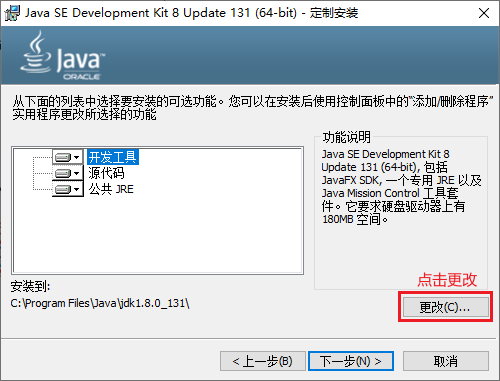 Java SE Development Kit 8 Update 131 (64-bit) - 定制安装
Java
ORACLE
从下面的列表中选择要安装的可选功能。您可以在安装后使用控制面板中的“添加/删除程序”
实用程序更改所选择的功能
开发工具
源代码
公共 JRE
功能说明
Java SE Development Kit 8
Update 131 (64-bit), 包括
JavaFX SDK, 一个专用 JRE 以及
Java Mission Control 工具套
件。它要求硬盘驱动器上有
180MB 空间。
安装到:
C:\Program Files\Java\jdk1.8.0_131\
点击更改
更改(C)...
< 上一步(B)
下一步(N) >
取消